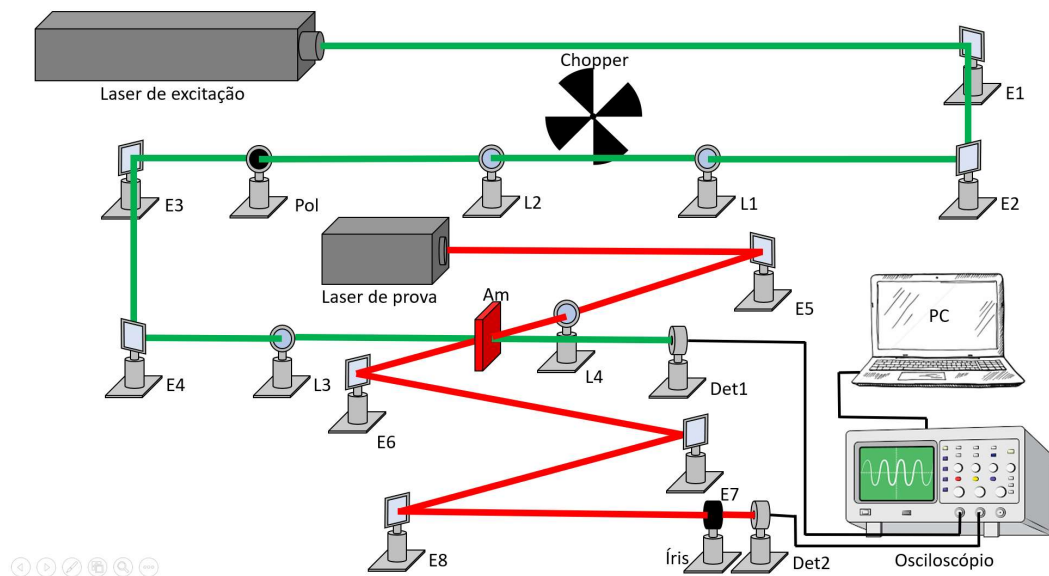 Laser de excitação
Chopper
E1
E3
Pol
L2
L1
E2
Laser de prova
Am
E5
PC
E4
L3
L4
Det1
E6
E7
E8
Íris
Det2
Osciloscópio